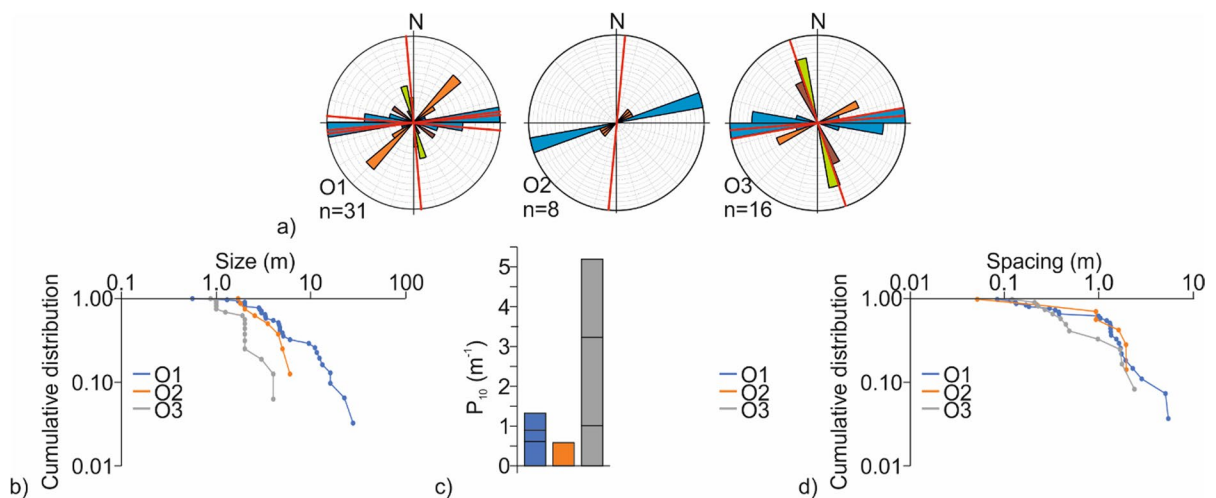 N
N
N
O1
n=31
O2
n=8
O3
n=16
a)
Size (m)
0.1
1.0
10
100
1.00
0.10
0.01
Cumulative distribution
O1
O2
O3
b)
5
4
3
2
1
0
P10 (m-1)
c)
O1
O2
O3
Spacing (m)
0.01
0.1
1.0
10
1.00
0.10
0.01
Cumulative distribution
O1
O2
O3
d)